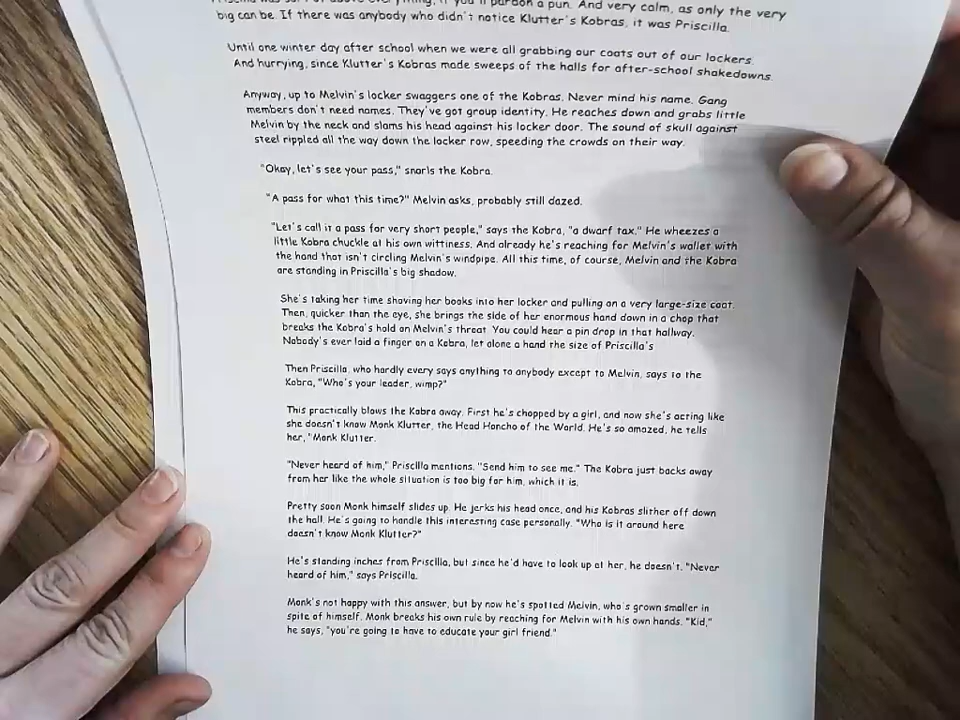 pardon a pun. And very calm, as only the very
big can be. If there was anybody who didn't notice Klutter's Kobras, it was Priscilla.
Until one winter day after school when we were all grabbing our coats out of our lockers.
And hurrying, since Klutter's Kobras made sweeps of the halls for after-school shakedowns.
Anyway, up to Melvin's locker swaggers one of the Kobras. Never mind his name. Gang
members don't need names. They've got group identity. He reaches down and grabs little
Melvin by the neck and slams his head against his locker door. The sound of skull against
steel rippled all the way down the locker row, speeding the crowds on their way.
"Okay, let's see your pass," snarls the Kobra.
"A pass for what this time?" Melvin asks, probably still dazed.
"Let's call it a pass for very short people," says the Kobra, "a dwarf tax." He wheezes a
little Kobra chuckle at his own wittiness. And already he's reaching for Melvin's wallet with
the hand that isn't circling Melvin's windpipe. All this time, of course, Melvin and the Kobra
are standing in Priscilla's big shadow.
She's taking her time shoving her books into her locker and pulling on a very large-size coat.
Then, quicker than the eye, she brings the side of her enormous hand down in a chop that
breaks the Kobra's hold on Melvin's throat. You could hear a pin drop in that hallway.
Nobody's ever laid a finger on a Kobra, let alone a hand the size of Priscilla's
Then Priscilla, who hardly every says anything to anybody except to Melvin, says to the
Kobra, "Who's your leader, wimp?"
This practically blows the Kobra away. First he's chopped by a girl, and now she's acting like
she doesn't know Monk Klutter, the Head Honcho of the World. He's so amazed, he tells
her, "Monk Klutter.
"Never heard of him," Priscilla mentions. "Send him to see me." The Kobra just backs away
from her like the whole situation is too big for him, which it is.
Pretty soon Monk himself slides up. He jerks his head once, and his Kobras slither off down
the hall. He's going to handle this interesting case personally. "Who is it around here
doesn't know Monk Klutter?"
He's standing inches from Priscilla, but since he'd have to look up at her, he doesn't. "Never
heard of him," says Priscilla.
Monk's not happy with this answer, but by now he's spotted Melvin, who's grown smaller in
spite of himself. Monk breaks his own rule by reaching for Melvin with his own hands. "Kid,"
he says, "you're going to have to educate your girl friend."